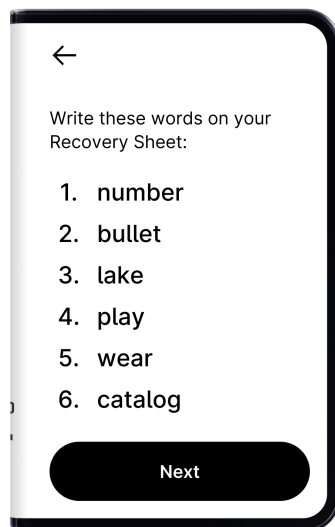 Write these words on your
Recovery Sheet:
1. number
2. bullet
3. lake
4. play
5. wear
6. catalog
Next